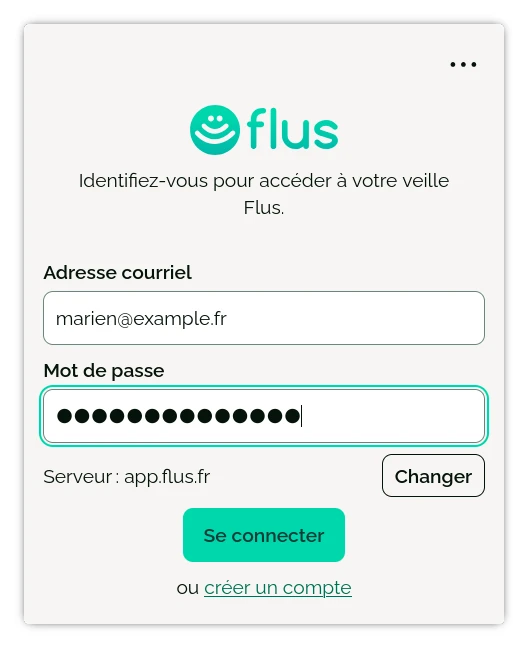 ...
flus
Identifiez-vous pour accéder à votre veille
Flus.
Adresse courriel
marien@example.fr
Mot de passe
●●●●●●●●●●●●●●
Serveur : app.flus.fr
Changer
Se connecter
ou créer un compte